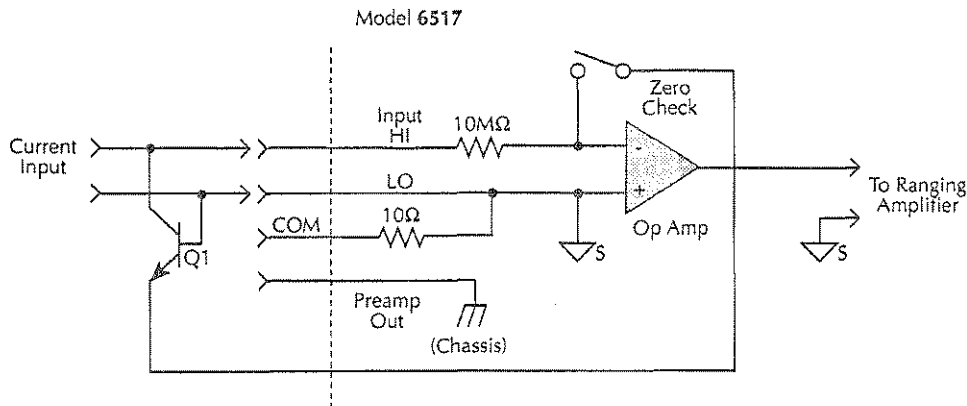 Model 6517
Zero
Check
Input
HI
10MΩ
Current
Input
-
LO
+
To Ranging
Amplifier
COM
10Ω
Op Amp
S
S
Q1
Preamp
Out
(Chassis)